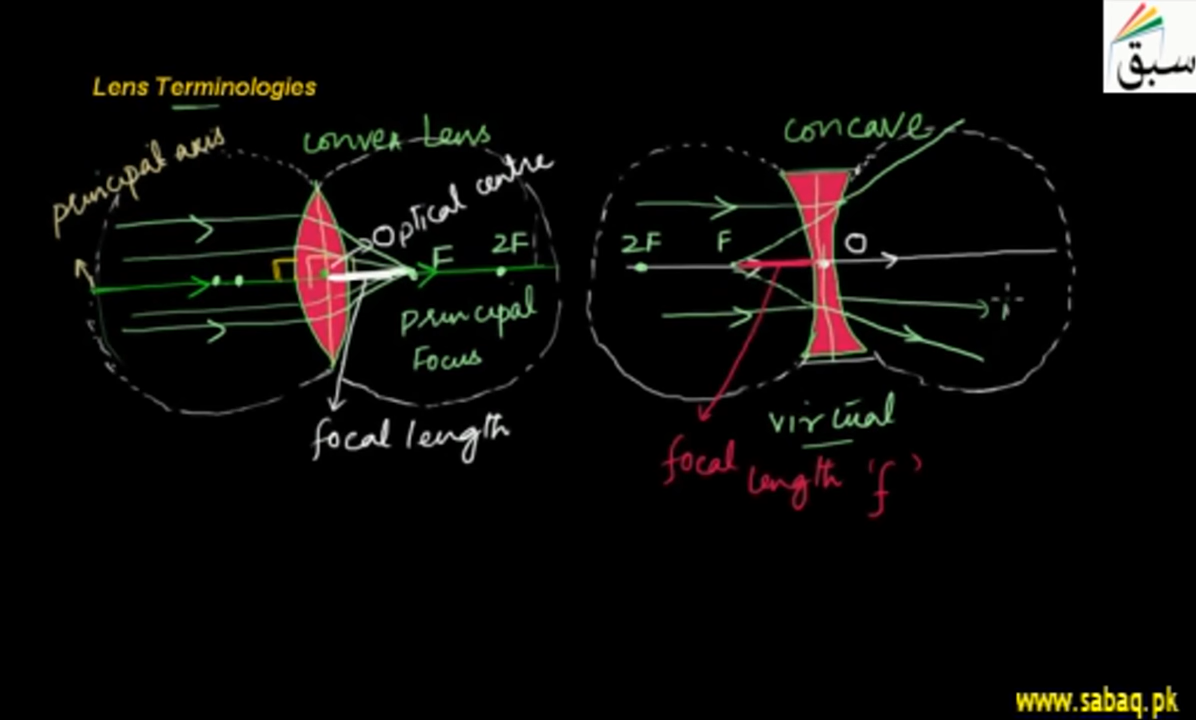 سبق
Lens Terminologies
principal axis
convex Lens
Optical centre
F
2F
principal
Focus
focal length
concave
2F
F
O
virtual
focal
length 'f'
www.sabaq.pk